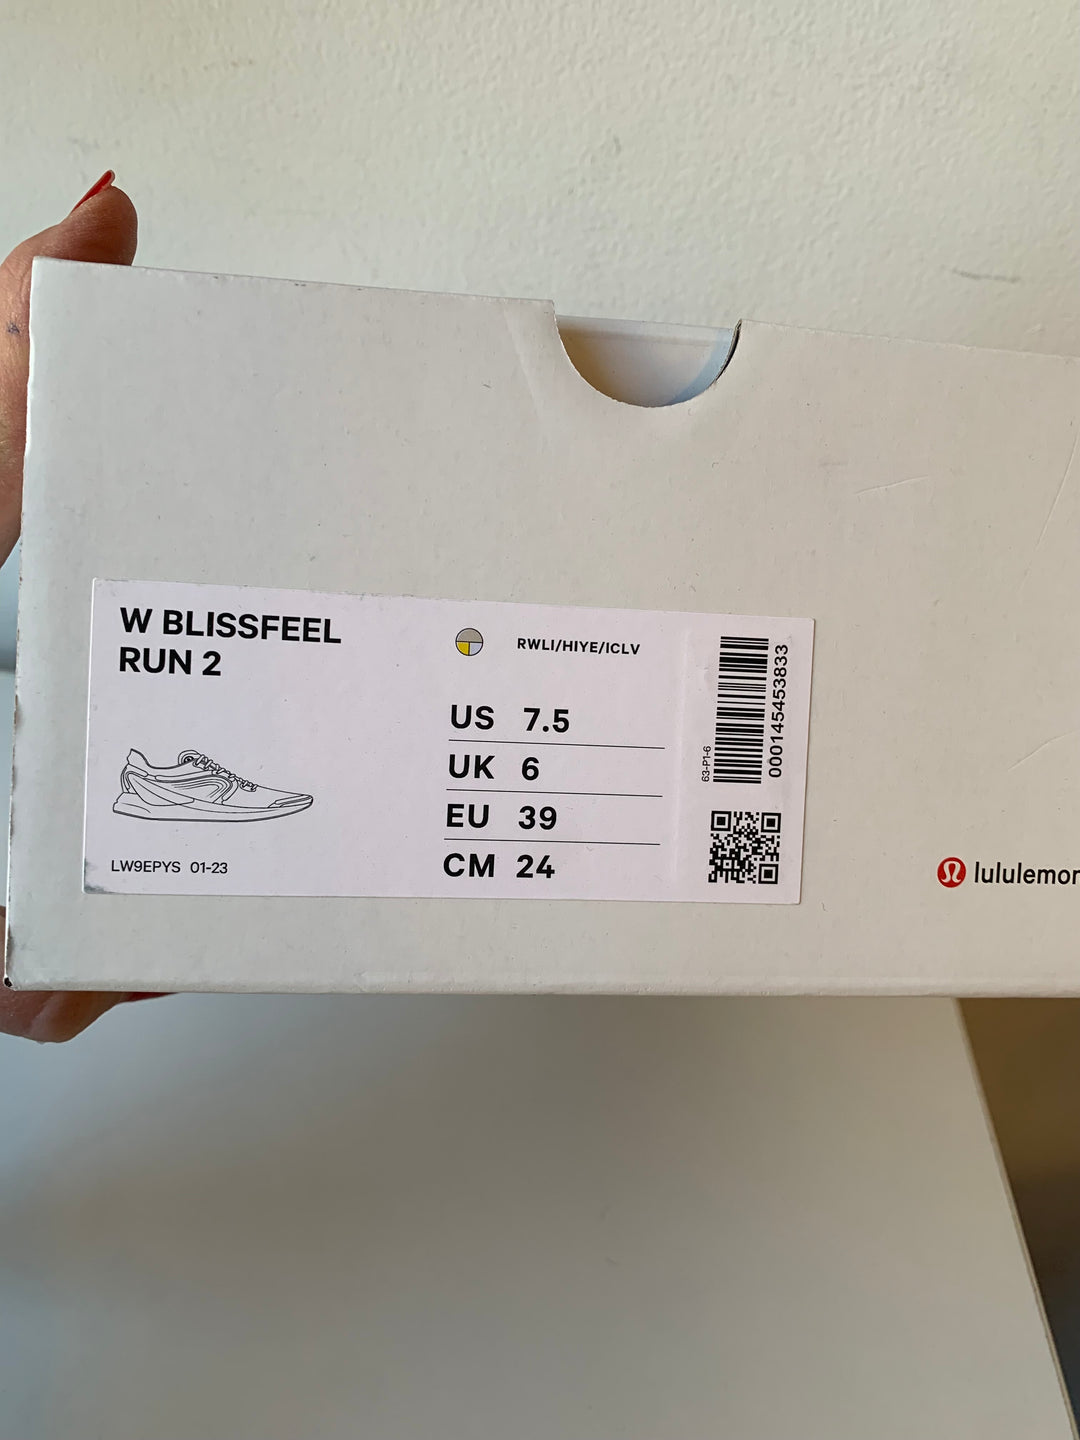 W BLISSFEEL
RUN 2
LW9EPYS 01-23
RWLI/HIYE/ICLV
US 7.5
UK 6
EU 39
CM 24
63-P1-6
000145453833
lululemon